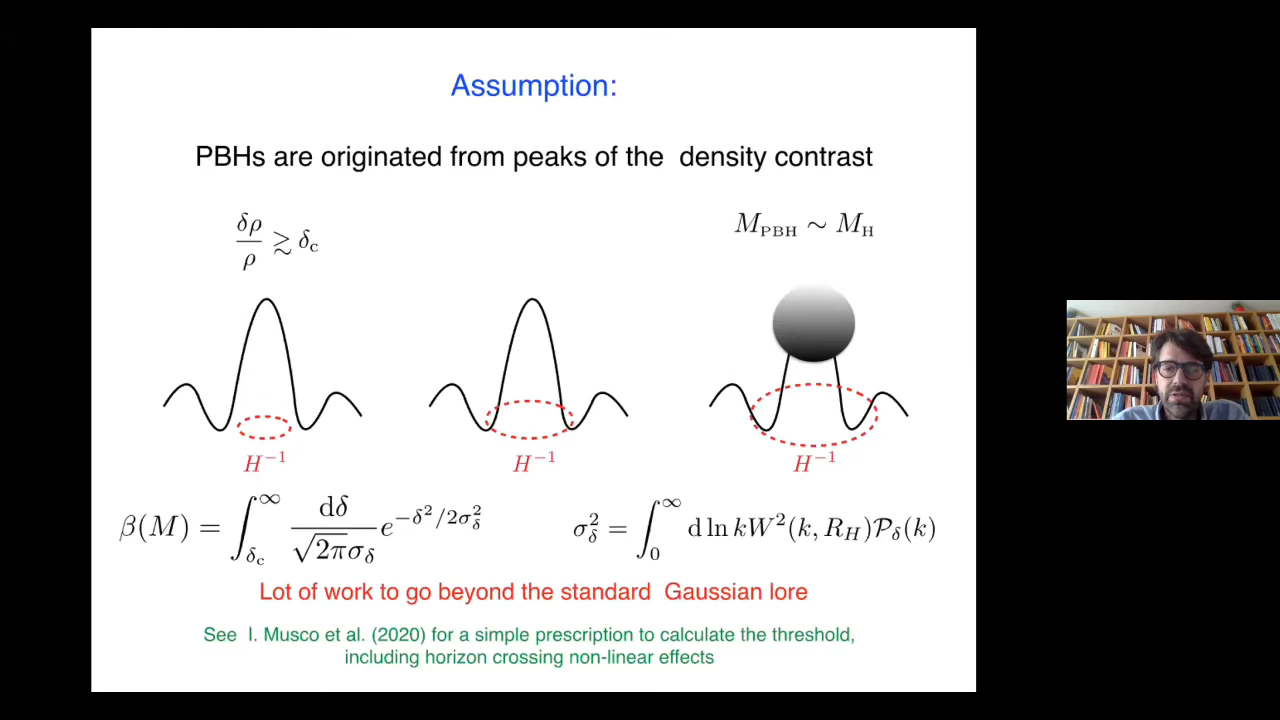 Assumption:
PBHs are originated from peaks of the density contrast
δρ/ρ ≳ δ_c
M_PBH ∼ M_H
H⁻¹ H⁻¹ H⁻¹
β(M) = ∫_{δ_c}^{∞} dδ/(√(2π)σ_δ) e^{−δ²/2σ_δ²}
σ_δ² = ∫_0^∞ d ln kW²(k, R_H)𝒫_δ(k)
Lot of work to go beyond the standard Gaussian lore
See I. Musco et al. (2020) for a simple prescription to calculate the threshold,
including horizon crossing non-linear effects